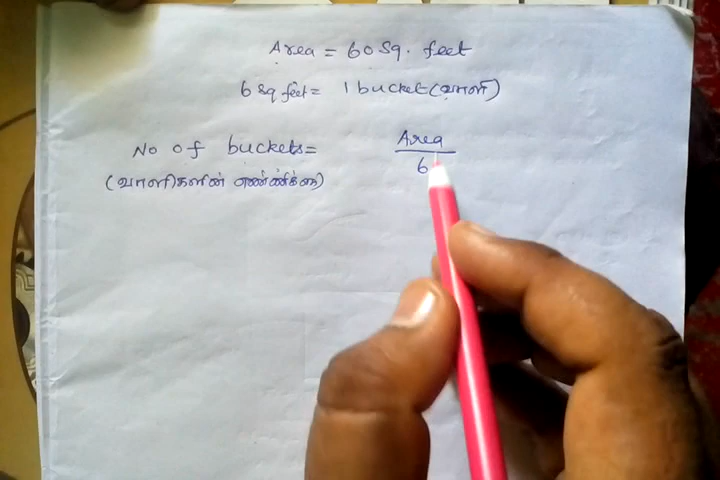 Area = 60 Sq. feet
6 Sq feet = 1 bucket (வாளி)
No of buckets = Area
6
(வாளிகளின் எண்ணிக்கை)